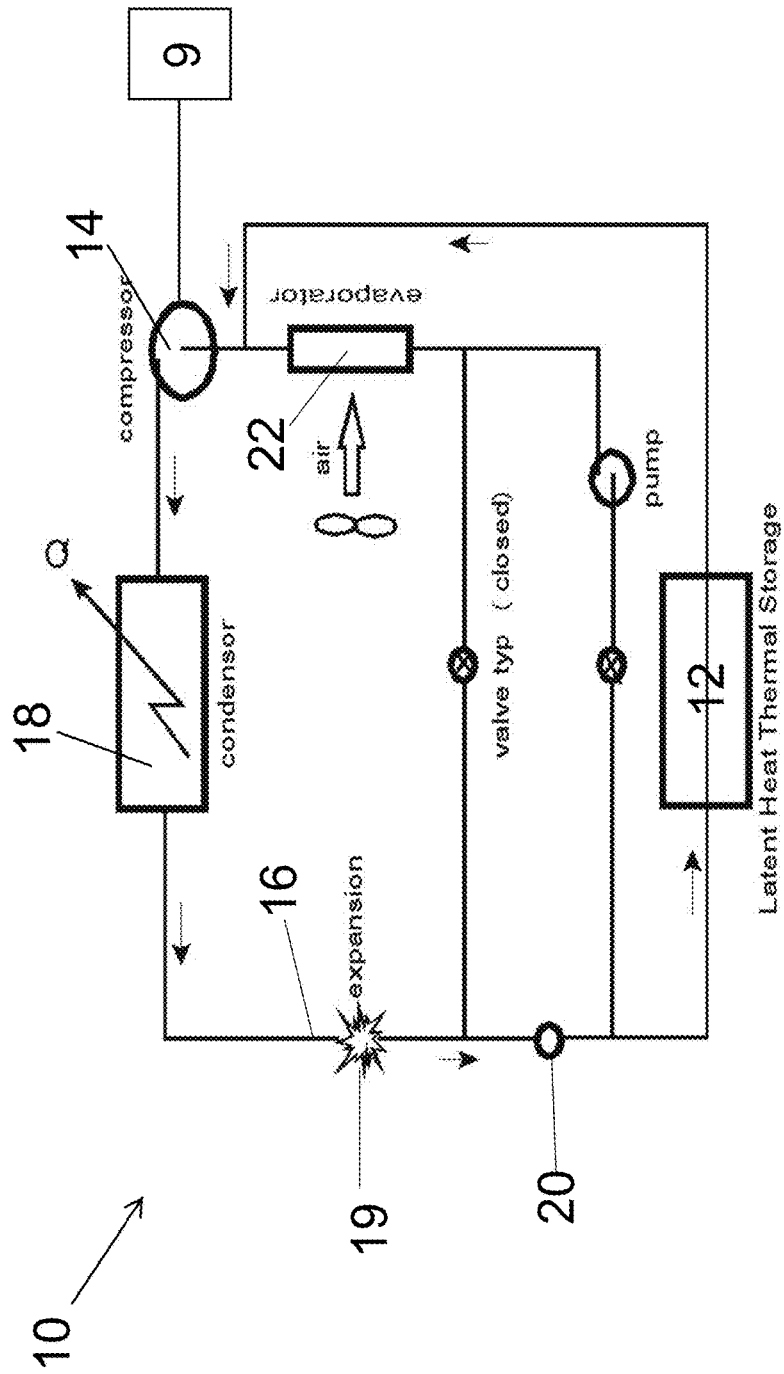 10
18
Q
14
compressor
9
condensor
16
22
air
evaporator
expansion
19
valve typ ( closed)
20
pump
12
Latent Heat Thermal Storage